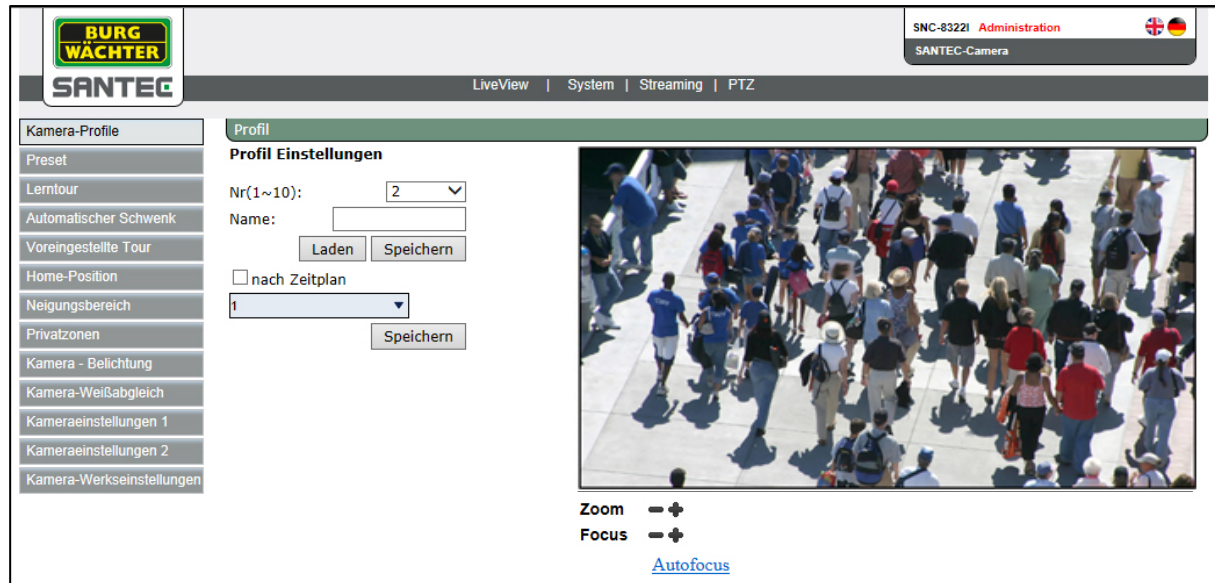 BURG
WÄCHTER
SANTEC
SNC-8322I Administration
SANTEC-Camera
LiveView | System | Streaming | PTZ
Kamera-Profile
Preset
Lerntour
Automatischer Schwenk
Voreingestellte Tour
Home-Position
Neigungsbereich
Privatzonen
Kamera - Belichtung
Kamera-Weißabgleich
Kameraeinstellungen 1
Kameraeinstellungen 2
Kamera-Werkseinstellungen
Profil
Profil Einstellungen
Nr(1~10): 2
Name:
Laden Speichern
nach Zeitplan
1
Speichern
Zoom
Focus
Autofocus